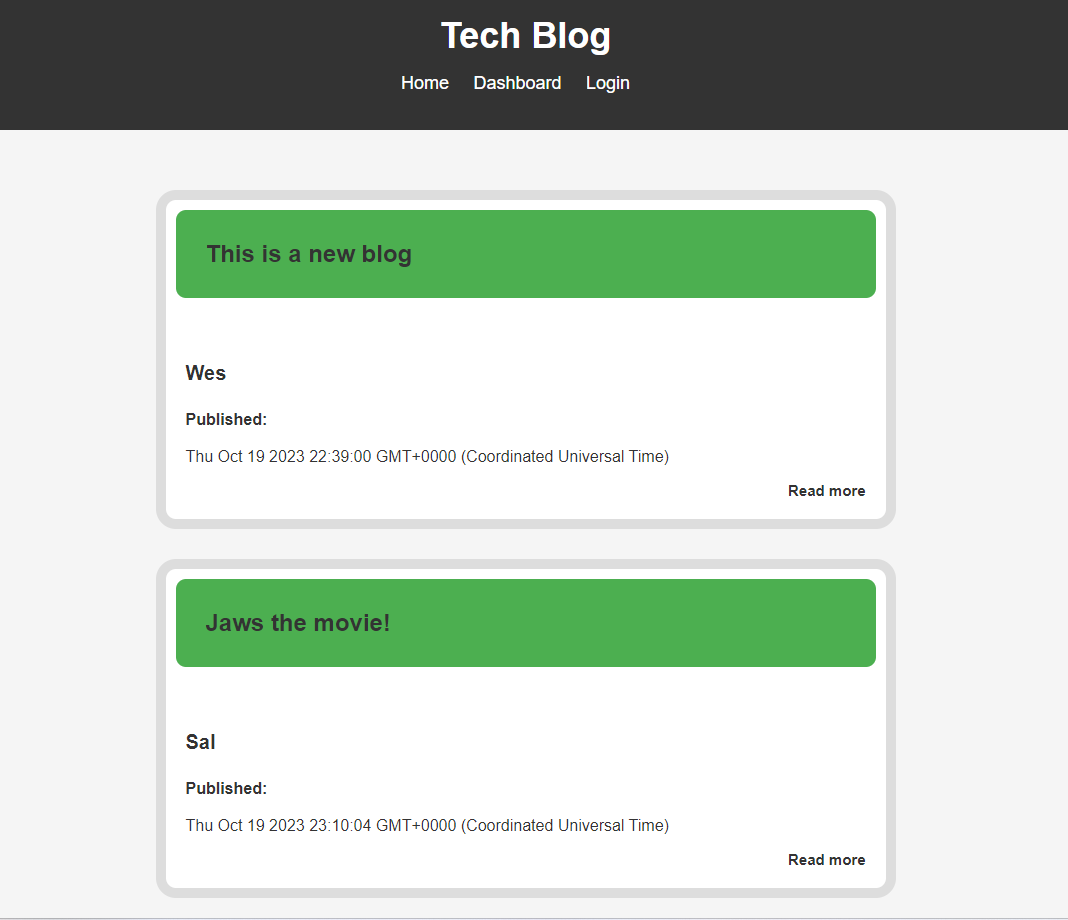 Tech Blog
Home Dashboard Login
This is a new blog
Wes
Published:
Thu Oct 19 2023 22:39:00 GMT+0000 (Coordinated Universal Time)
Read more
Jaws the movie!
Sal
Published:
Thu Oct 19 2023 23:10:04 GMT+0000 (Coordinated Universal Time)
Read more